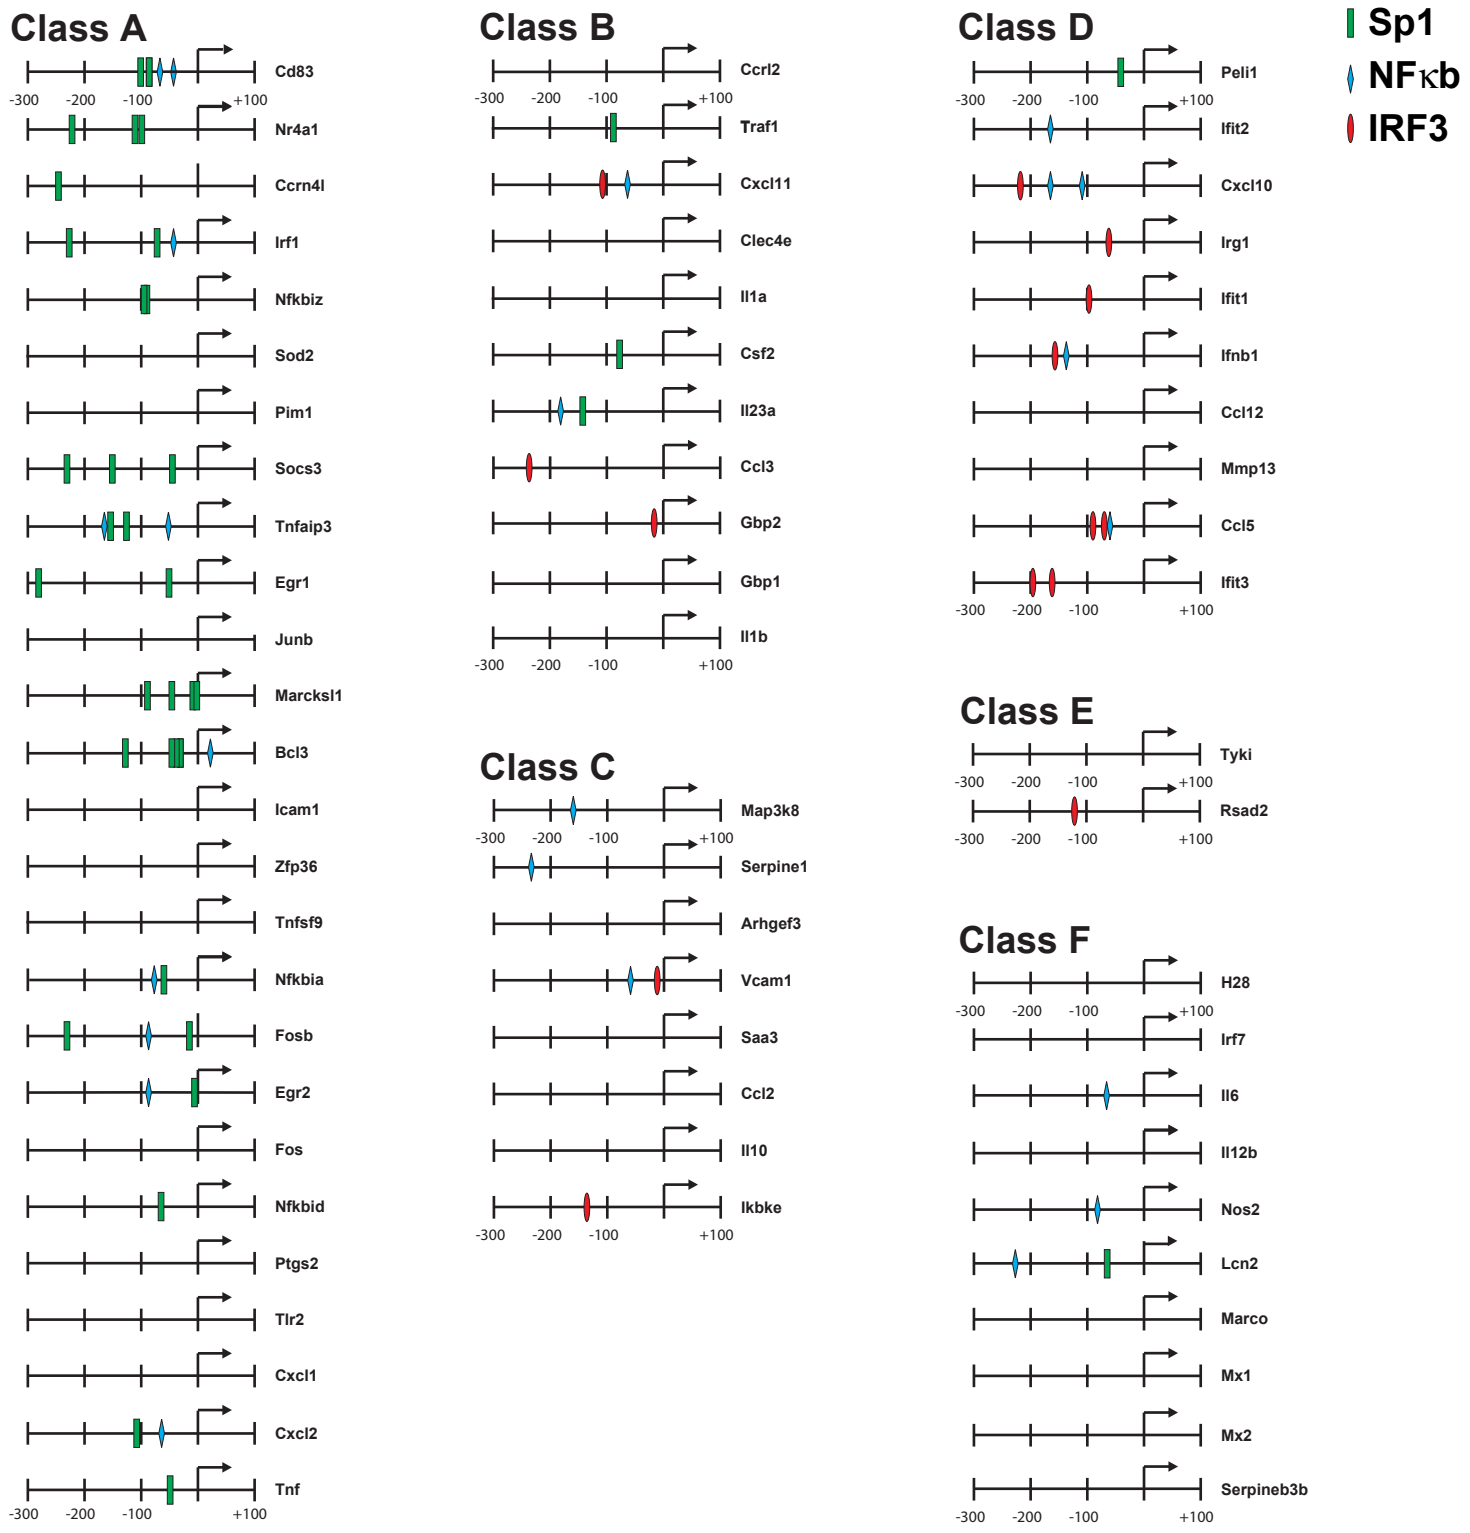 Class A
Cd83
-300 -200 -100 +100
Nr4a1
Ccrn4l
Irf1
Nfkbiz
Sod2
Pim1
Socs3
Tnfaip3
Egr1
Junb
Marcksl1
Bcl3
Icam1
Zfp36
Tnfsf9
Nfkbia
Fosb
Egr2
Fos
Nfkbid
Ptgs2
Tlr2
Cxcl1
Cxcl2
Tnf
-300 -200 -100 +100
Class B
Ccrl2
-300 -200 -100 +100
Traf1
Cxcl11
Clec4e
Il1a
Csf2
Il23a
Ccl3
Gbp2
Gbp1
Il1b
-300 -200 -100 +100
Class C
Map3k8
-300 -200 -100 +100
Serpine1
Arhgef3
Vcam1
Saa3
Ccl2
Il10
Ikbke
-300 -200 -100 +100
Class D
Peli1
-300 -200 -100 +100
Ifit2
Cxcl10
Irg1
Ifit1
Ifnb1
Ccl12
Mmp13
Ccl5
Ifit3
-300 -200 -100 +100
Class E
Tyki
-300 -200 -100 +100
Rsad2
-300 -200 -100 +100
Class F
H28
-300 -200 -100 +100
Irf7
Il6
Il12b
Nos2
Lcn2
Marco
Mx1
Mx2
Serpineb3b
-300 -200 -100 +100
Sp1
NFκb
IRF3